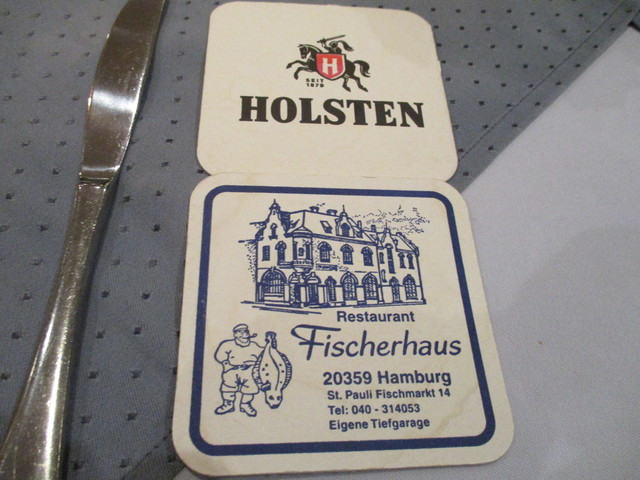 H
SEIT
1879
HOLSTEN
Restaurant
Fischerhaus
20359 Hamburg
St. Pauli Fischmarkt 14
Tel: 040 - 314053
Eigene Tiefgarage